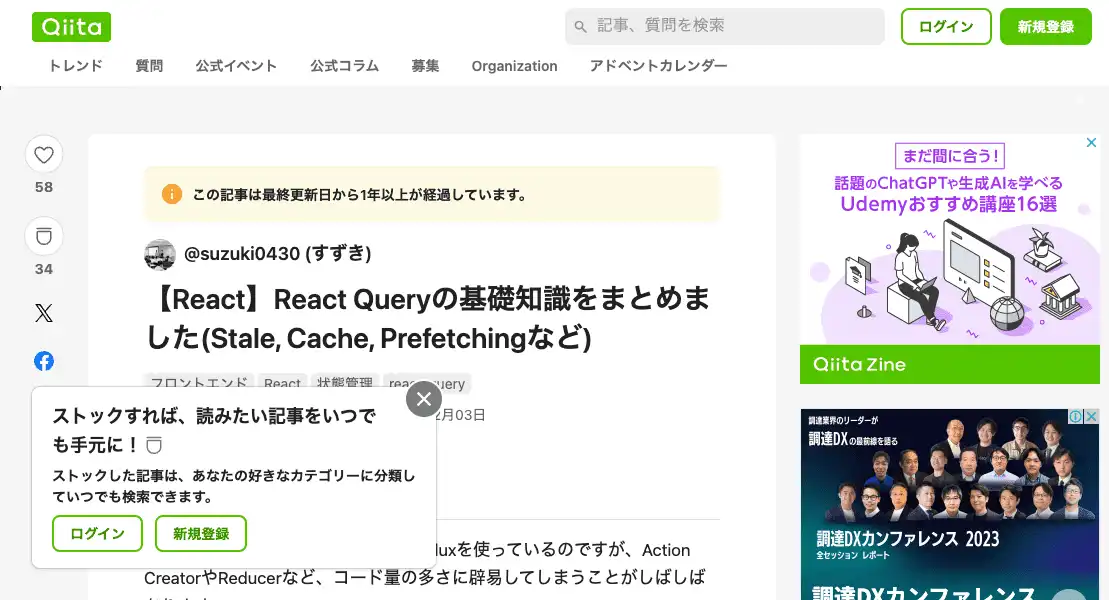 Qiita
記事、質問を検索
ログイン
新規登録
トレンド
質問
公式イベント
公式コラム
募集
Organization
アドベントカレンダー
58
34
この記事は最終更新日から1年以上が経過しています。
@suzuki0430 (すずき)
【React】React Queryの基礎知識をまとめま
した(Stale, Cache, Prefetchingなど)
フロントエンド
React
状態管理
2月03日
ストックすれば、読みたい記事をいつで
も手元に！
ストックした記事は、あなたの好きなカテゴリーに分類し
ていつでも検索できます。
ログイン
新規登録
luxを使っているのですが、Action
CreatorやReducerなど、コード量の多さに辟易してしまうことがしばしば
まだ間に合う！
話題のChatGPTや生成AIを学べる
Udemyおすすめ講座16選
Qiita Zine
調達業界のリーダーが
調達DXの最前線を語る
調達DXカンファレンス 2023
全セッション レポート
調達DXカンファレンス